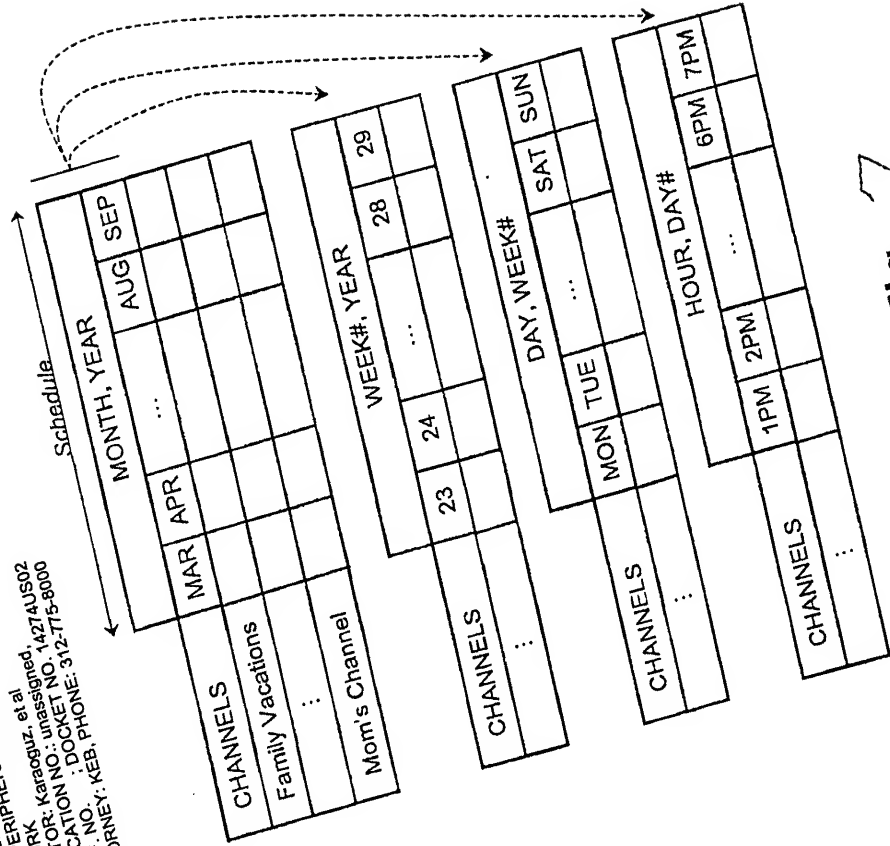 ERIPHE
RK
TOR: Karaoguz, et al
CATION NO.: unassigned,
. NO. : DOCKET NO. 14274US02
ORNEY: KEB, PHONE: 312-775-8000
Schedule
MONTH, YEAR
MAR APR ... AUG SEP
CHANNELS
Family Vacations
⋮
Mom's Channel
WEEK#, YEAR
23 24 ... 28 29
CHANNELS
⋮
DAY, WEEK#
MON TUE ... SAT SUN
CHANNELS
⋮
HOUR, DAY#
1PM 2PM ... 6PM 7PM
CHANNELS
⋮